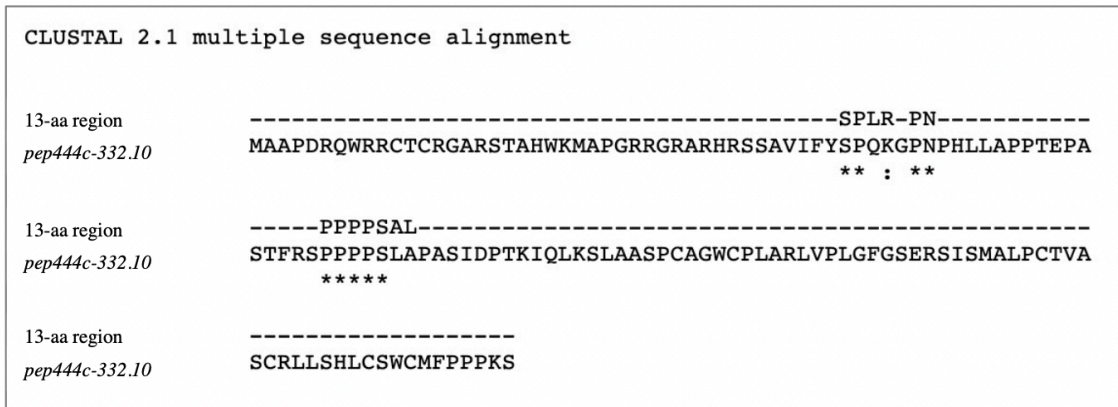 CLUSTAL 2.1 multiple sequence alignment
13-aa region ------------------------------------------SPLR-PN-----------
pep444c-332.10 MAAPDRQWRRCTCRGARSTAHWKMAPGRRGRARHRSSAVIFYSPQKGPNPHLLAPPTEPA
** : **
13-aa region -----PPPPSAL------------------------------------------------
pep444c-332.10 STFRSPPPPSLAPASIDPTKIQLKSLAASPCAGWCPLARLVPLGFGSERSISMALPCTVA
*****
13-aa region -------------------
pep444c-332.10 SCRLLSHLCSWCMFPPPKS